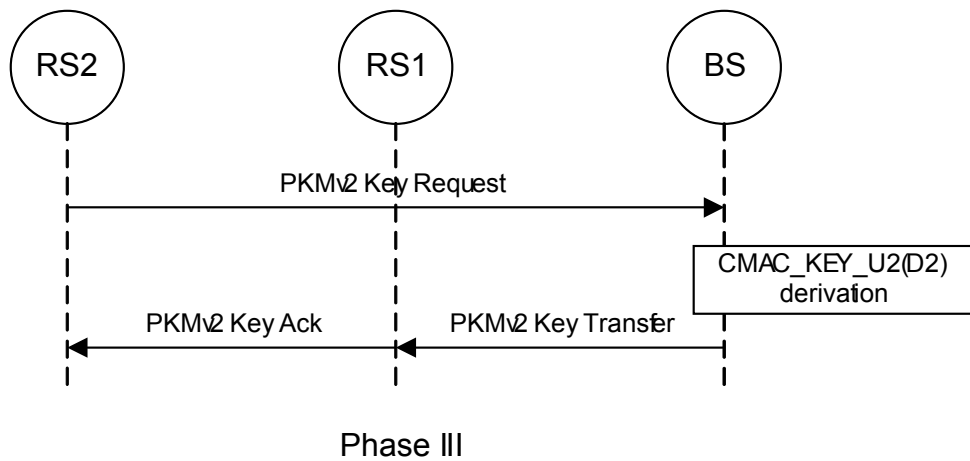 RS2 RS1 BS
PKMv2 Key Request
CMAC_KEY_U2(D2)
derivation
PKMv2 Key Ack PKMv2 Key Transfer
Phase III